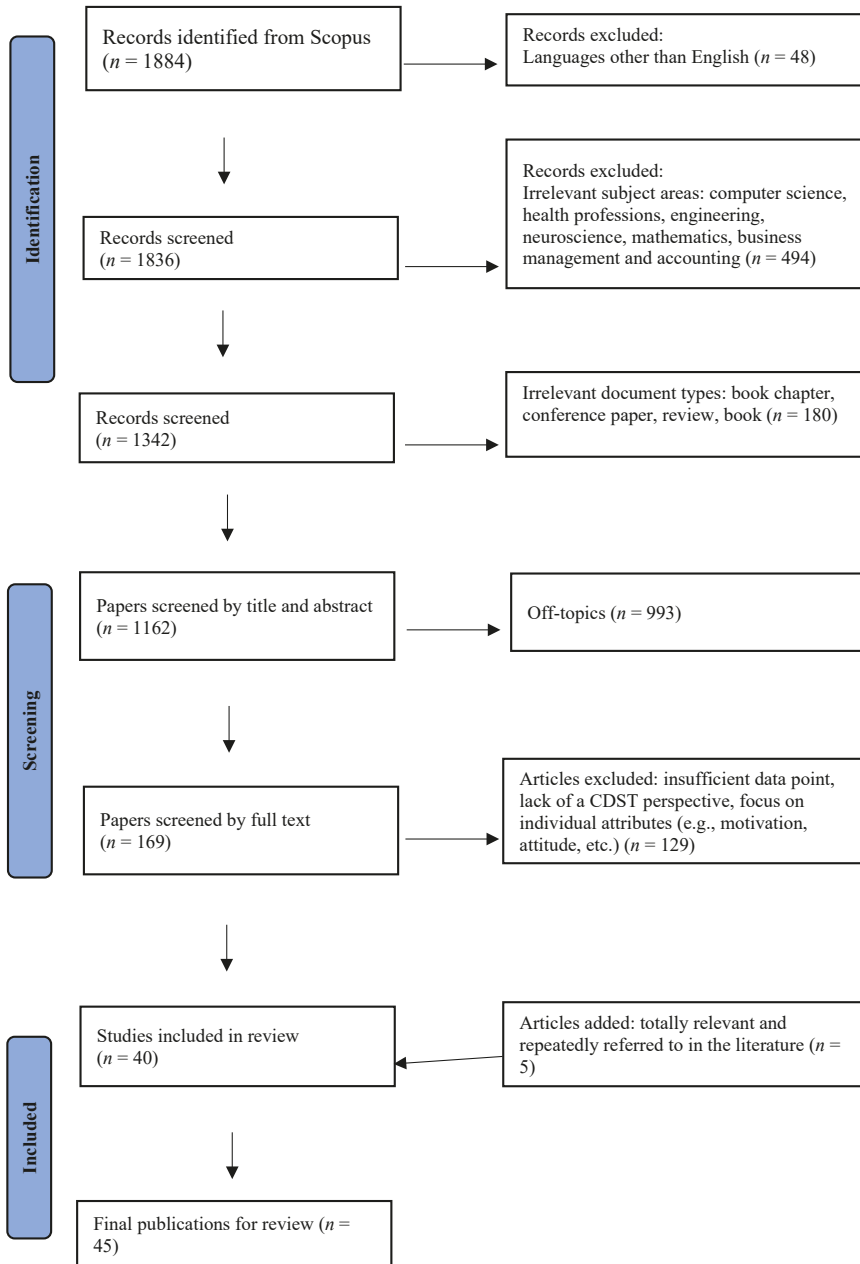 Identification
Records identified from Scopus
(n = 1884)
Records excluded:
Languages other than English (n = 48)
Records screened
(n = 1836)
Records excluded:
Irrelevant subject areas: computer science,
health professions, engineering,
neuroscience, mathematics, business
management and accounting (n = 494)
Records screened
(n = 1342)
Irrelevant document types: book chapter,
conference paper, review, book (n = 180)
Screening
Papers screened by title and abstract
(n = 1162)
Off-topics (n = 993)
Papers screened by full text
(n = 169)
Articles excluded: insufficient data point,
lack of a CDST perspective, focus on
individual attributes (e.g., motivation,
attitude, etc.) (n = 129)
Included
Studies included in review
(n = 40)
Articles added: totally relevant and
repeatedly referred to in the literature (n =
5)
Final publications for review (n =
45)